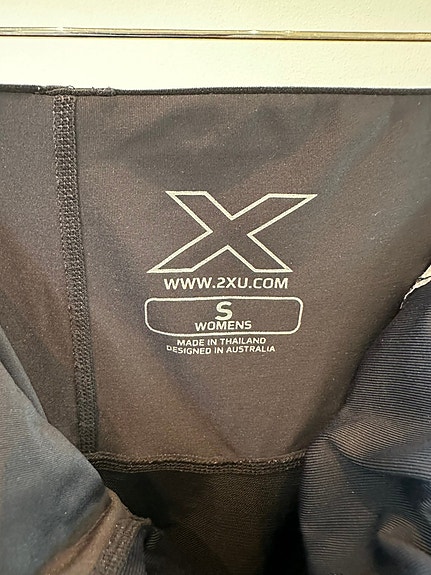 X
WWW.2XU.COM
S
WOMENS
MADE IN THAILAND
DESIGNED IN AUSTRALIA